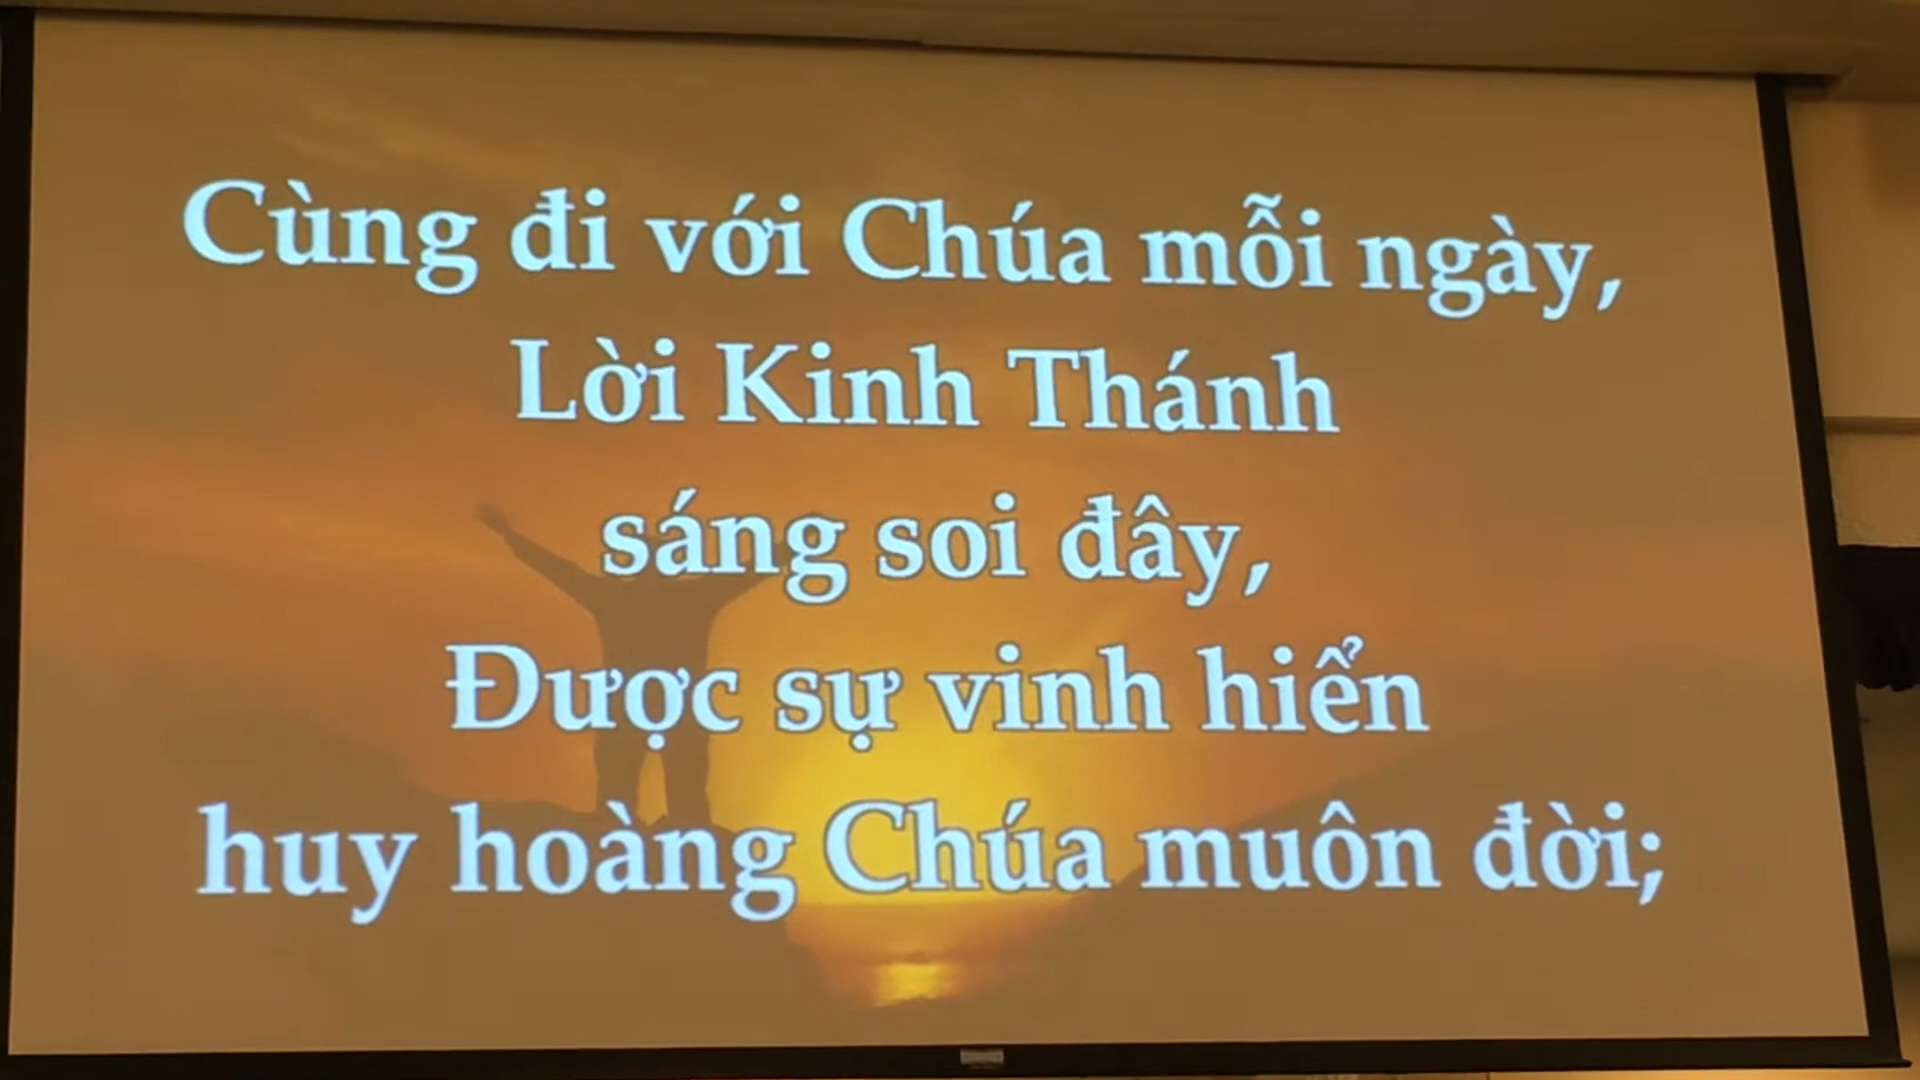 Cùng đi với Chúa mỗi ngày,
Lời Kinh Thánh
sáng soi đây,
Được sự vinh hiển
huy hoàng Chúa muôn đời;